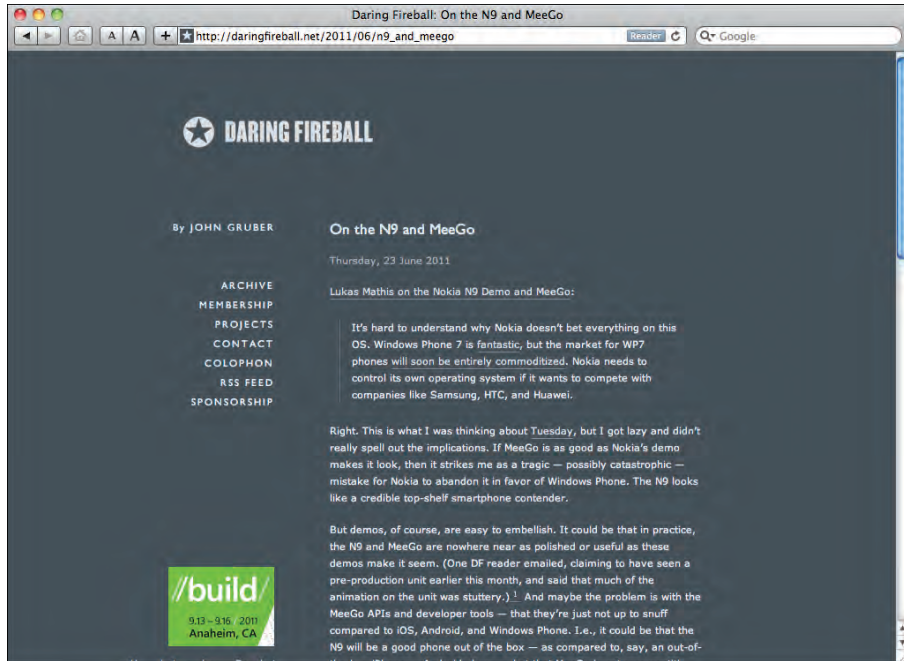 Daring Fireball: On the N9 and MeeGo
A A + http://daringfireball.net/2011/06/n9_and_meego Reader Google
DARING FIREBALL
By JOHN GRUBER
ARCHIVE
MEMBERSHIP
PROJECTS
CONTACT
COLOPHON
RSS FEED
SPONSORSHIP
//build/
9.13 – 9.16 2011
Anaheim, CA
On the N9 and MeeGo
Thursday, 23 June 2011
Lukas Mathis on the Nokia N9 Demo and MeeGo:
It's hard to understand why Nokia doesn't bet everything on this
OS. Windows Phone 7 is fantastic, but the market for WP7
phones will soon be entirely commoditized. Nokia needs to
control its own operating system if it wants to compete with
companies like Samsung, HTC, and Huawei.
Right. This is what I was thinking about Tuesday, but I got lazy and didn't
really spell out the implications. If MeeGo is as good as Nokia's demo
makes it look, then it strikes me as a tragic — possibly catastrophic —
mistake for Nokia to abandon it in favor of Windows Phone. The N9 looks
like a credible top-shelf smartphone contender.
But demos, of course, are easy to embellish. It could be that in practice,
the N9 and MeeGo are nowhere near as polished or useful as these
demos make it seem. (One DF reader emailed, claiming to have seen a
pre-production unit earlier this month, and said that much of the
animation on the unit was stuttery.) 1 And maybe the problem is with the
MeeGo APIs and developer tools — that they're just not up to snuff
compared to iOS, Android, and Windows Phone. I.e., it could be that the
N9 will be a good phone out of the box — as compared to, say, an out-of-